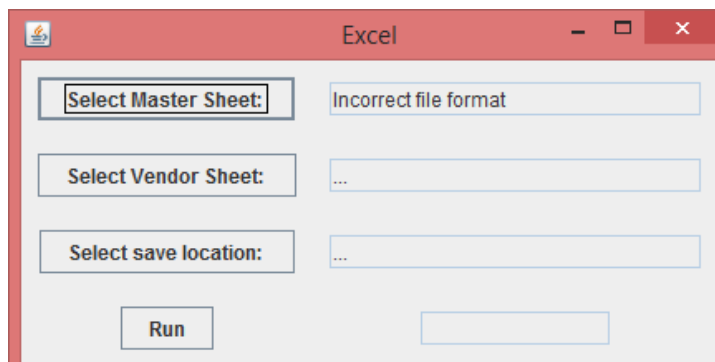 Excel
Select Master Sheet: Incorrect file format
Select Vendor Sheet: ...
Select save location: ...
Run